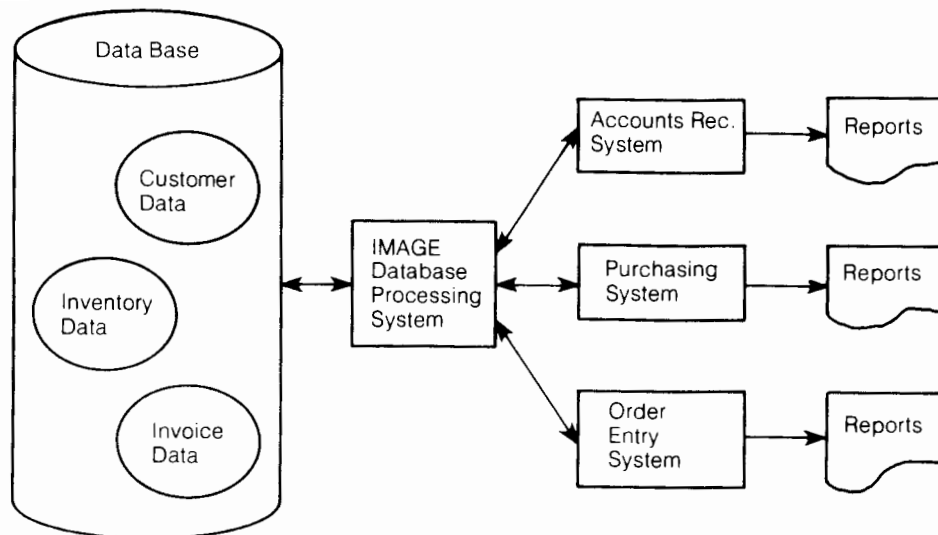 Data Base
Customer
Data
Inventory
Data
Invoice
Data
IMAGE
Database
Processing
System
Accounts Rec.
System
Reports
Purchasing
System
Reports
Order
Entry
System
Reports